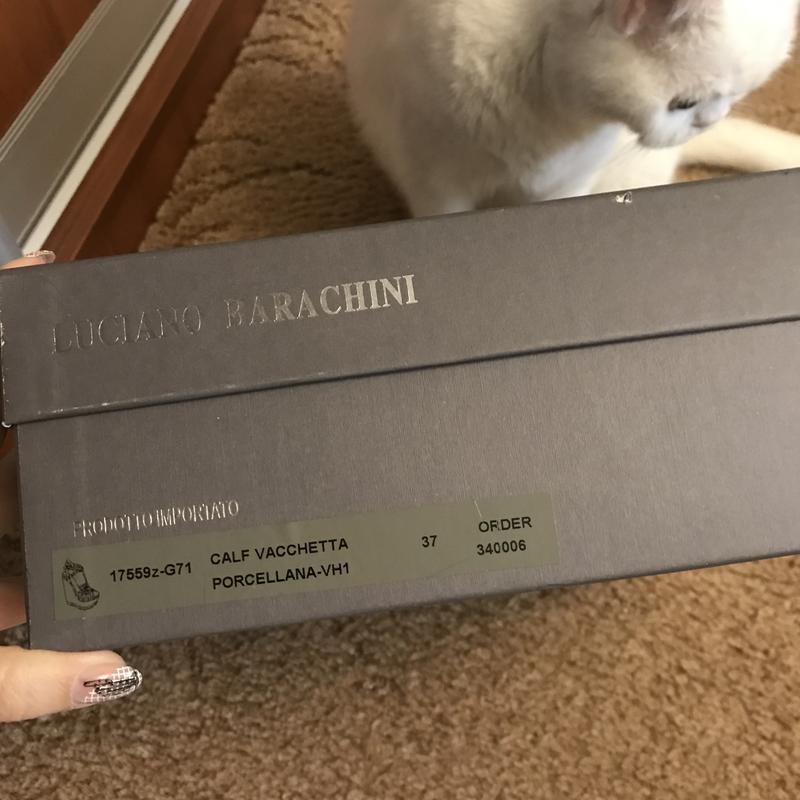 LUCIANO BARACHINI
PRODOTTO IMPORTATO
17559z-G71 CALF VACCHETTA 37 ORDER
PORCELLANA-VH1 340006